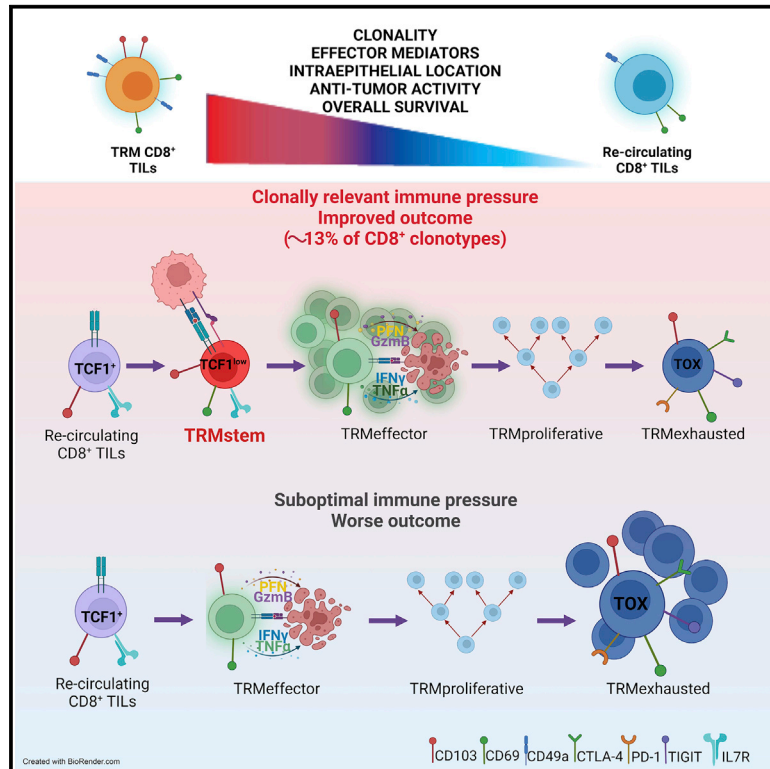 CLONALITY
EFFECTOR MEDIATORS
INTRAEPITHELIAL LOCATION
ANTI-TUMOR ACTIVITY
OVERALL SURVIVAL
TRM CD8⁺
TILs
Re-circulating
CD8⁺ TILs
Clonally relevant immune pressure
Improved outcome
(~13% of CD8⁺ clonotypes)
TCF1⁺
TCF1low
PFN
GzmB
IFNγ
TNFα
TOX
Re-circulating
CD8⁺ TILs
TRMstem
TRMeffector
TRMproliferative
TRMexhausted
Suboptimal immune pressure
Worse outcome
TCF1⁺
PFN
GzmB
IFNγ
TNFα
TOX
Re-circulating
CD8⁺ TILs
TRMeffector
TRMproliferative
TRMexhausted
Created with BioRender.com
CD103 CD69 CD49a CTLA-4 PD-1 TIGIT IL7R